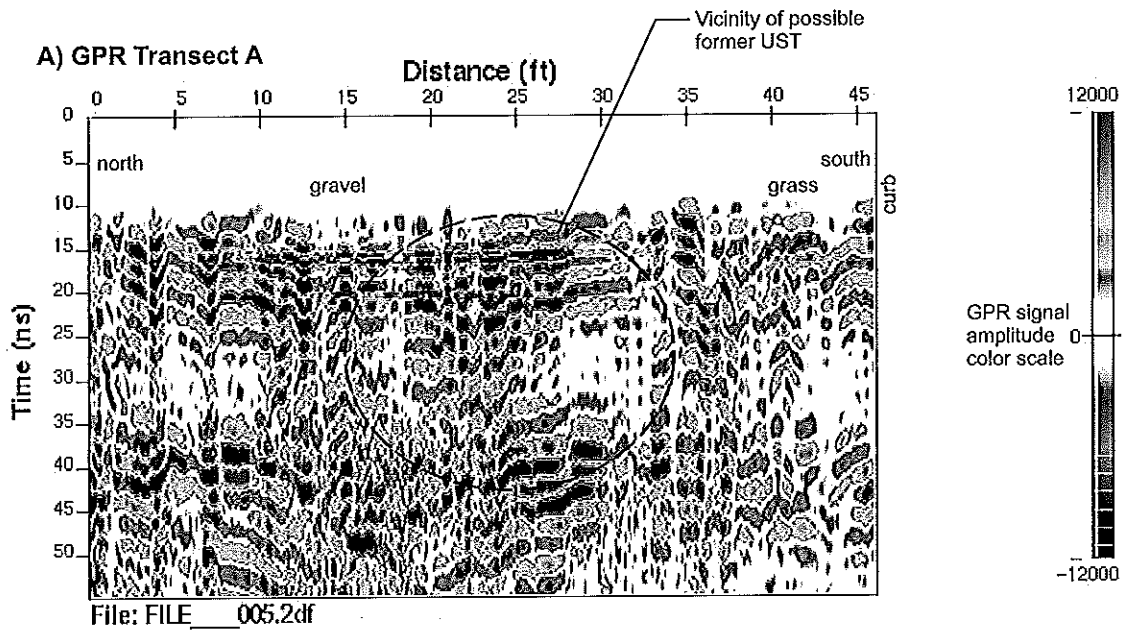 Vicinity of possible
former UST
A) GPR Transect A
Distance (ft)
0 5 10 15 20 25 30 35 40 45
12000
0
5
north
south
gravel
grass
curb
10
15
20
25
30
35
40
45
50
Time (ns)
GPR signal
amplitude
color scale
0
-12000
File: FILE___005.2df